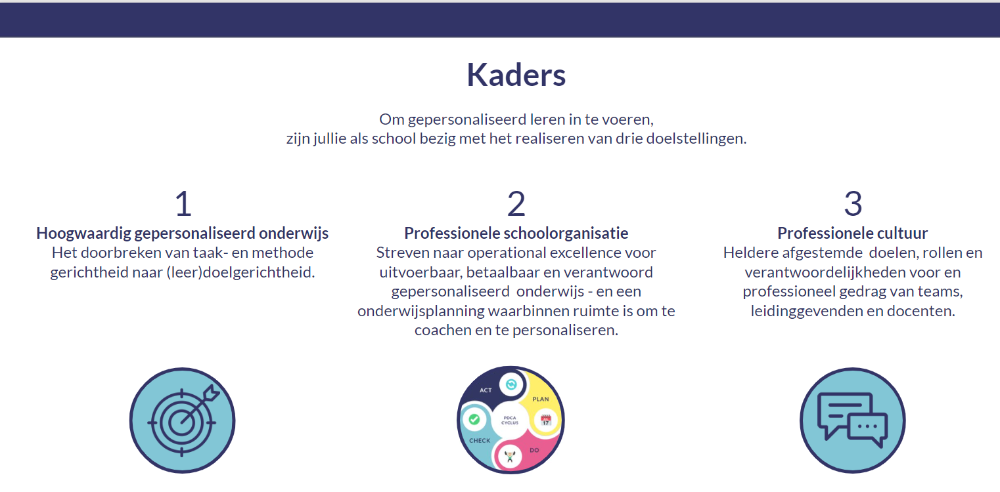 Kaders
Om gepersonaliseerd leren in te voeren,
zijn jullie als school bezig met het realiseren van drie doelstellingen.
1
Hoogwaardig gepersonaliseerd onderwijs
Het doorbreken van taak- en methode
gerichtheid naar (leer)doelgerichtheid.
2
Professionele schoolorganisatie
Streven naar operational excellence voor
uitvoerbaar, betaalbaar en verantwoord
gepersonaliseerd  onderwijs - en een
onderwijsplanning waarbinnen ruimte is om te
coachen en te personaliseren.
3
Professionele cultuur
Heldere afgestemde  doelen, rollen en
verantwoordelijkheden voor en
professioneel gedrag van teams,
leidinggevenden en docenten.
ACT
PLAN
PDCA
CYCLUS
17
CHECK
DO